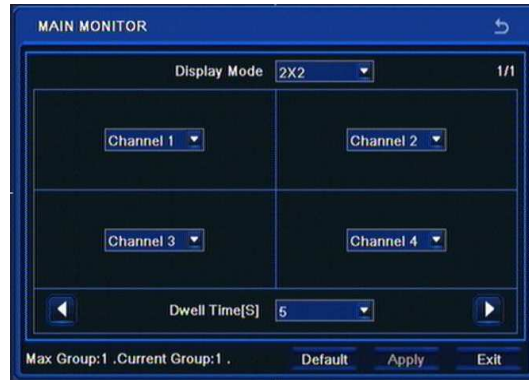 MAIN MONITOR
Display Mode 2X2 1/1
Channel 1 Channel 2
Channel 3 Channel 4
Dwell Time[S] 5
Max Group:1 .Current Group:1 . Default Apply Exit